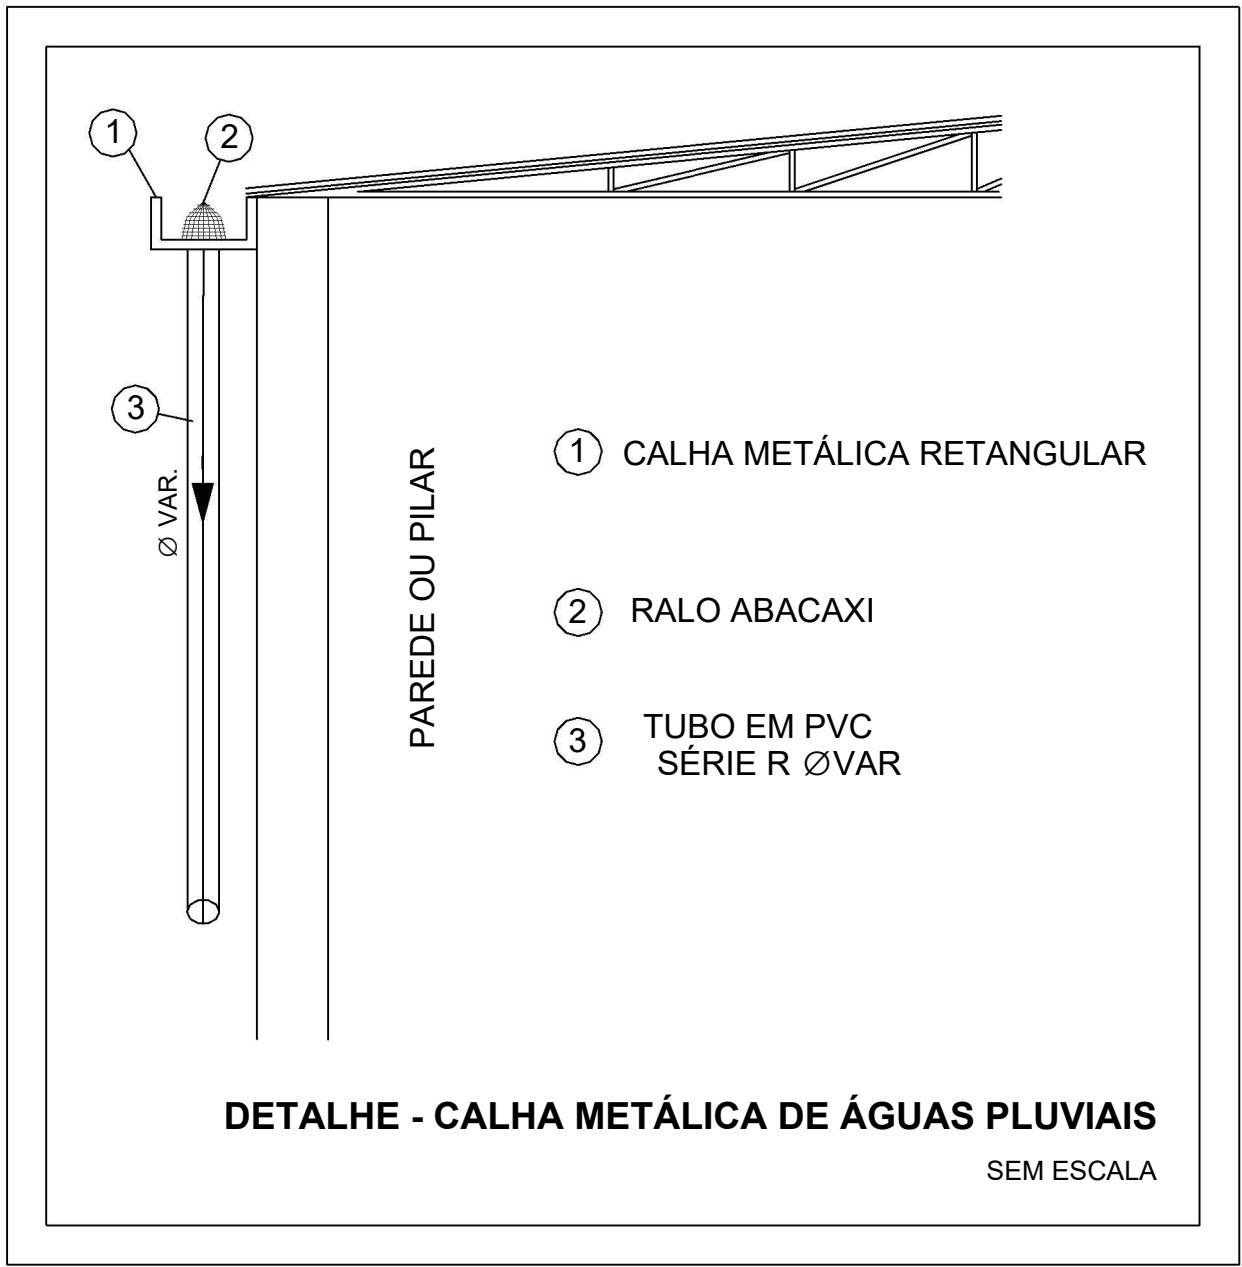 1
2
3
Ø VAR.
PAREDE OU PILAR
1 CALHA METÁLICA RETANGULAR
2 RALO ABACAXI
3 TUBO EM PVC
SÉRIE R ØVAR
DETALHE - CALHA METÁLICA DE ÁGUAS PLUVIAIS
SEM ESCALA